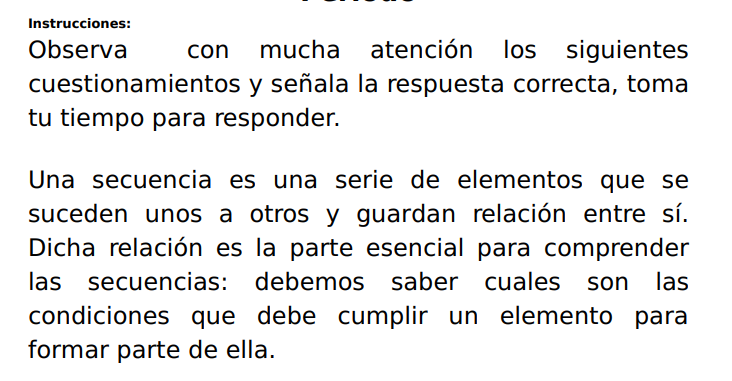 Instrucciones:
Observa con mucha atención los siguientes
cuestionamientos y señala la respuesta correcta, toma
tu tiempo para responder.
Una secuencia es una serie de elementos que se
suceden unos a otros y guardan relación entre sí.
Dicha relación es la parte esencial para comprender
las secuencias: debemos saber cuales son las
condiciones que debe cumplir un elemento para
formar parte de ella.